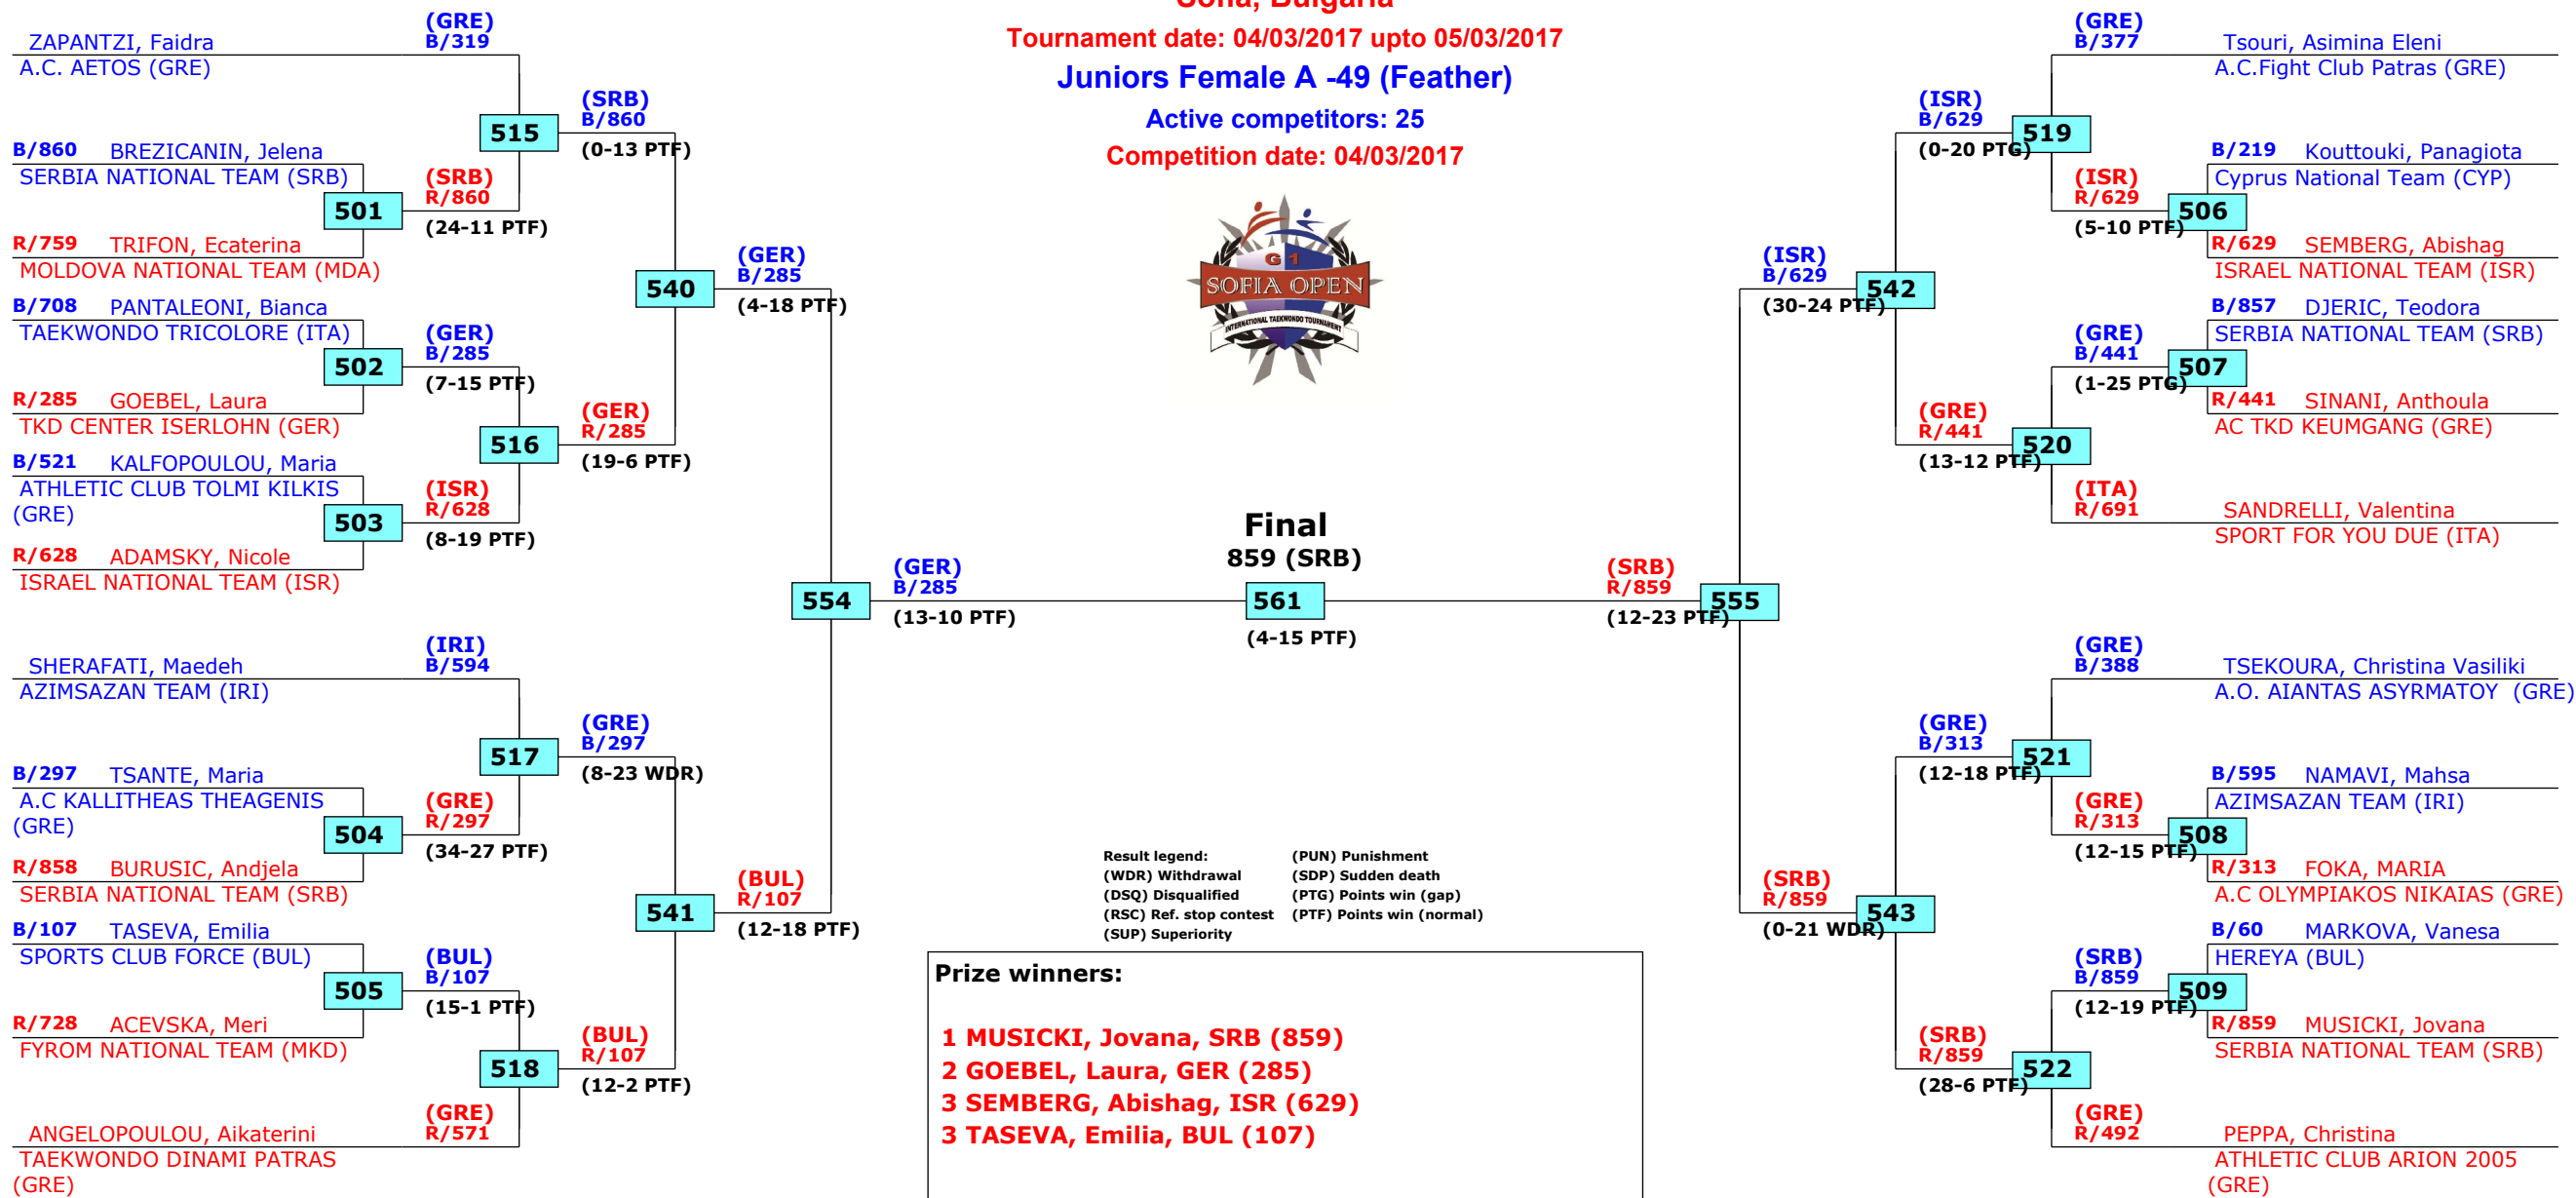 Sofia, Bulgaria
Tournament date: 04/03/2017 upto 05/03/2017
Juniors Female A -49 (Feather)
Active competitors: 25
Competition date: 04/03/2017
G 1
SOFIA OPEN
INTERNATIONAL TAEKWONDO TOURNAMENT
ZAPANTZI, Faidra
A.C. AETOS (GRE)
(GRE)
B/319
B/860 BREZICANIN, Jelena
SERBIA NATIONAL TEAM (SRB)
501
R/759 TRIFON, Ecaterina
MOLDOVA NATIONAL TEAM (MDA)
(SRB)
R/860
(24-11 PTF)
515
(SRB)
B/860
(0-13 PTF)
B/708 PANTALEONI, Bianca
TAEKWONDO TRICOLORE (ITA)
502
R/285 GOEBEL, Laura
TKD CENTER ISERLOHN (GER)
(GER)
B/285
(7-15 PTF)
516
(GER)
R/285
(19-6 PTF)
B/521 KALFOPOULOU, Maria
ATHLETIC CLUB TOLMI KILKIS
(GRE)
503
R/628 ADAMSKY, Nicole
ISRAEL NATIONAL TEAM (ISR)
(ISR)
R/628
(8-19 PTF)
540
(GER)
B/285
(4-18 PTF)
SHERAFATI, Maedeh
AZIMSAZAN TEAM (IRI)
(IRI)
B/594
B/297 TSANTE, Maria
A.C KALLITHEAS THEAGENIS
(GRE)
504
R/858 BURUSIC, Andjela
SERBIA NATIONAL TEAM (SRB)
(GRE)
R/297
(34-27 PTF)
517
(GRE)
B/297
(8-23 WDR)
B/107 TASEVA, Emilia
SPORTS CLUB FORCE (BUL)
505
R/728 ACEVSKA, Meri
FYROM NATIONAL TEAM (MKD)
(BUL)
B/107
(15-1 PTF)
518
(BUL)
R/107
(12-2 PTF)
ANGELOPOULOU, Aikaterini
TAEKWONDO DINAMI PATRAS
(GRE)
(GRE)
R/571
541
(BUL)
R/107
(12-18 PTF)
554
(GER)
B/285
(13-10 PTF)
Final
859 (SRB)
561
(4-15 PTF)
(SRB)
R/859
(12-23 PTF)
555
(ISR)
B/629
(30-24 PTF)
542
(ISR)
B/629
(0-20 PTG)
519
(GRE)
B/377
Tsouri, Asimina Eleni
A.C.Fight Club Patras (GRE)
(ISR)
R/629
(5-10 PTF)
506
B/219 Kouttouki, Panagiota
Cyprus National Team (CYP)
R/629 SEMBERG, Abishag
ISRAEL NATIONAL TEAM (ISR)
(GRE)
R/441
(13-12 PTF)
520
(GRE)
B/441
(1-25 PTG)
507
B/857 DJERIC, Teodora
SERBIA NATIONAL TEAM (SRB)
R/441 SINANI, Anthoula
AC TKD KEUMGANG (GRE)
(ITA)
R/691
SANDRELLI, Valentina
SPORT FOR YOU DUE (ITA)
(SRB)
R/859
(0-21 WDR)
543
(GRE)
B/313
(12-18 PTF)
521
(GRE)
B/388
TSEKOURA, Christina Vasiliki
A.O. AIANTAS ASYRMATOY (GRE)
(GRE)
R/313
(12-15 PTF)
508
B/595 NAMAVI, Mahsa
AZIMSAZAN TEAM (IRI)
R/313 FOKA, MARIA
A.C OLYMPIAKOS NIKAIAS (GRE)
(SRB)
R/859
(28-6 PTF)
522
(SRB)
B/859
(12-19 PTF)
509
B/60 MARKOVA, Vanesa
HEREYA (BUL)
R/859 MUSICKI, Jovana
SERBIA NATIONAL TEAM (SRB)
(GRE)
R/492
PEPPA, Christina
ATHLETIC CLUB ARION 2005
(GRE)
Result legend: (PUN) Punishment
(WDR) Withdrawal (SDP) Sudden death
(DSQ) Disqualified (PTG) Points win (gap)
(RSC) Ref. stop contest (PTF) Points win (normal)
(SUP) Superiority
Prize winners:
1 MUSICKI, Jovana, SRB (859)
2 GOEBEL, Laura, GER (285)
3 SEMBERG, Abishag, ISR (629)
3 TASEVA, Emilia, BUL (107)